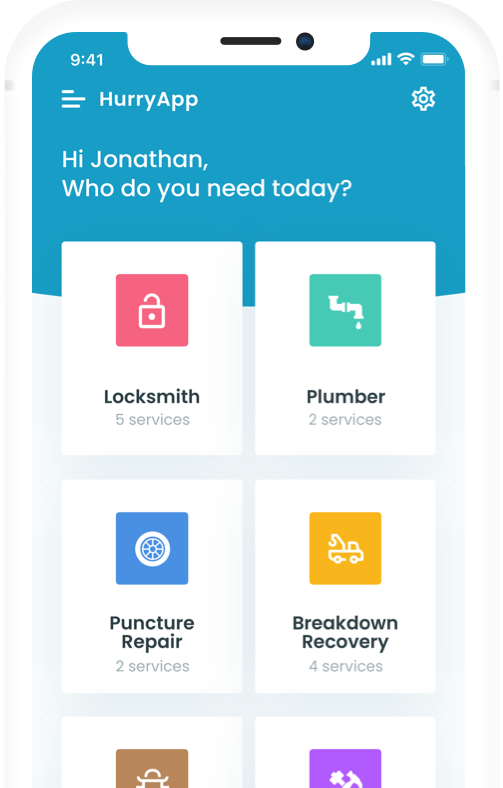 9:41
HurryApp
Hi Jonathan,
Who do you need today?
Locksmith
5 services
Plumber
2 services
Puncture
Repair
2 services
Breakdown
Recovery
4 services